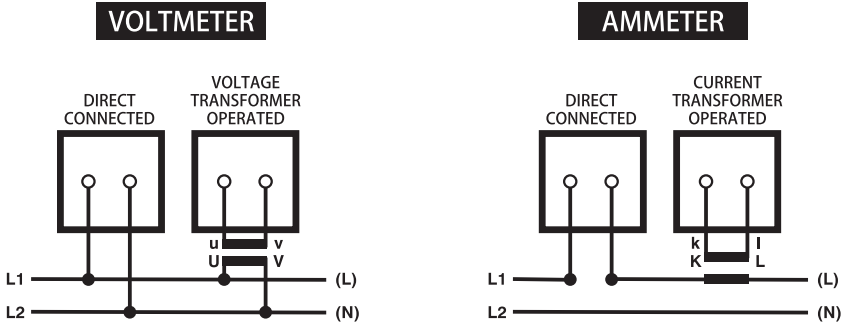 VOLTMETER
DIRECT
CONNECTED
VOLTAGE
TRANSFORMER
OPERATED
u v
U V
L1 (L)
L2 (N)
AMMETER
DIRECT
CONNECTED
CURRENT
TRANSFORMER
OPERATED
k l
K L
L1 (L)
L2 (N)